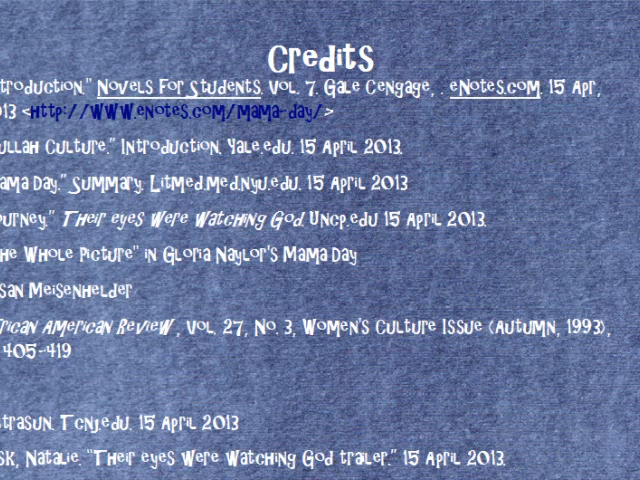 Credits
troduction." Novels for Students. Vol. 7. Gale Cengage, . eNotes.com. 15 Apr,
013 <http://www.enotes.com/mama-day/>
ullah Culture." Introduction. Yale.edu. 15 April 2013.
ama Day." Summary. Litmed.med.nyu.edu. 15 April 2013
ourney." Their eyes Were Watching God. Uncp.edu 15 April 2013.
he Whole Picture" in Gloria Naylor's Mama Day
san Meisenhelder
rican American Review , Vol. 27, No. 3, Women's Culture Issue (Autumn, 1993),
405-419
trasun. Tcnj.edu. 15 April 2013
sk, Natalie. "Their eyes Were Watching God trailer." 15 April 2013.